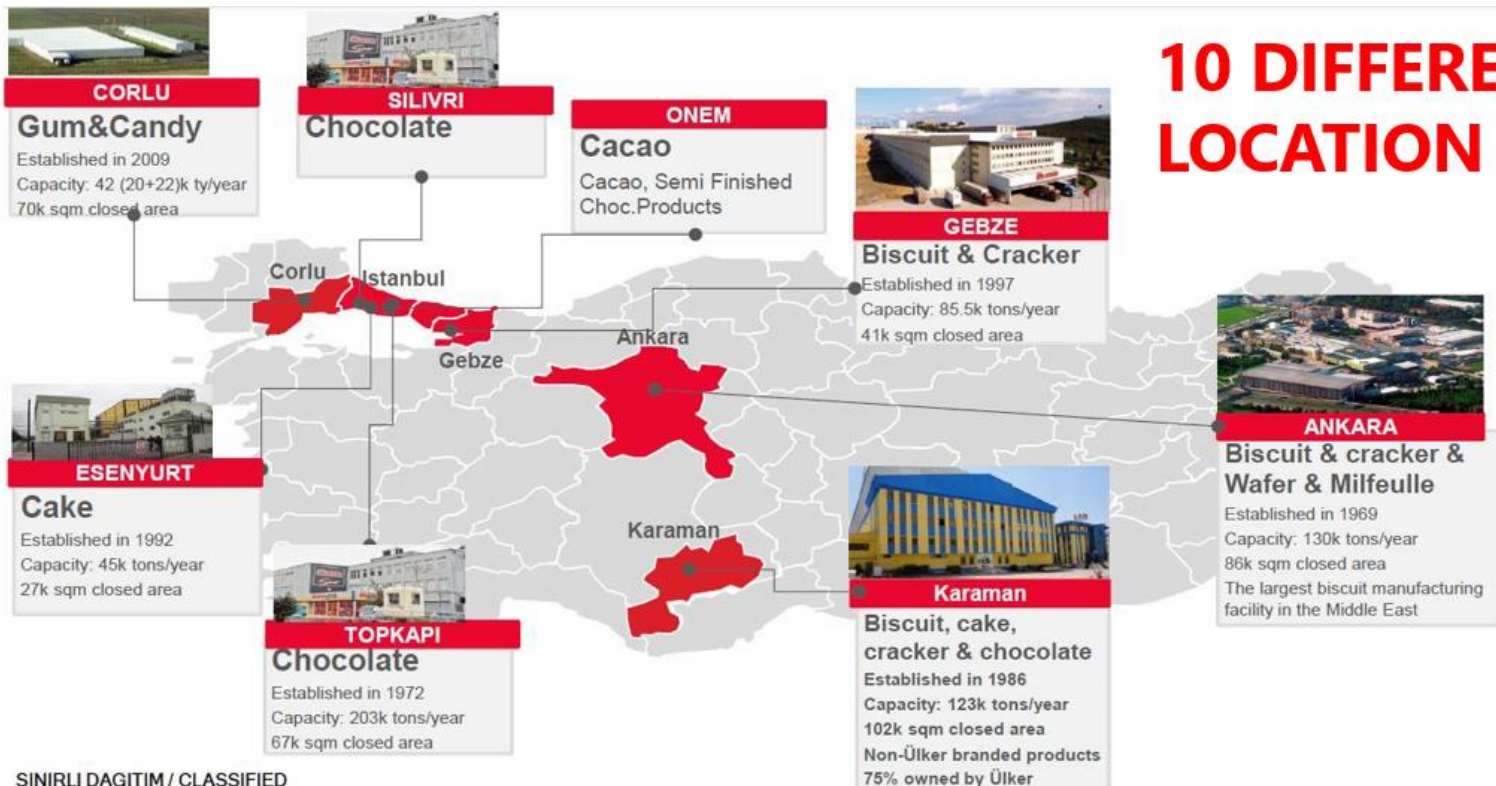 10 DIFFERE
LOCATION
CORLU
Gum&Candy
Established in 2009
Capacity: 42 (20+22)k ty/year
70k sqm closed area
SILIVRI
Chocolate
ONEM
Cacao
Cacao, Semi Finished
Choc.Products
GEBZE
Biscuit & Cracker
Established in 1997
Capacity: 85.5k tons/year
41k sqm closed area
Corlu
Istanbul
Gebze
Ankara
Karaman
ANKARA
Biscuit & cracker &
Wafer & Milfeulle
Established in 1969
Capacity: 130k tons/year
86k sqm closed area
The largest biscuit manufacturing
facility in the Middle East
ESENYURT
Cake
Established in 1992
Capacity: 45k tons/year
27k sqm closed area
TOPKAPI
Chocolate
Established in 1972
Capacity: 203k tons/year
67k sqm closed area
Karaman
Biscuit, cake,
cracker & chocolate
Established in 1986
Capacity: 123k tons/year
102k sqm closed area
Non-Ülker branded products
75% owned by Ülker
SINIRLI DAGITIM / CLASSIFIED